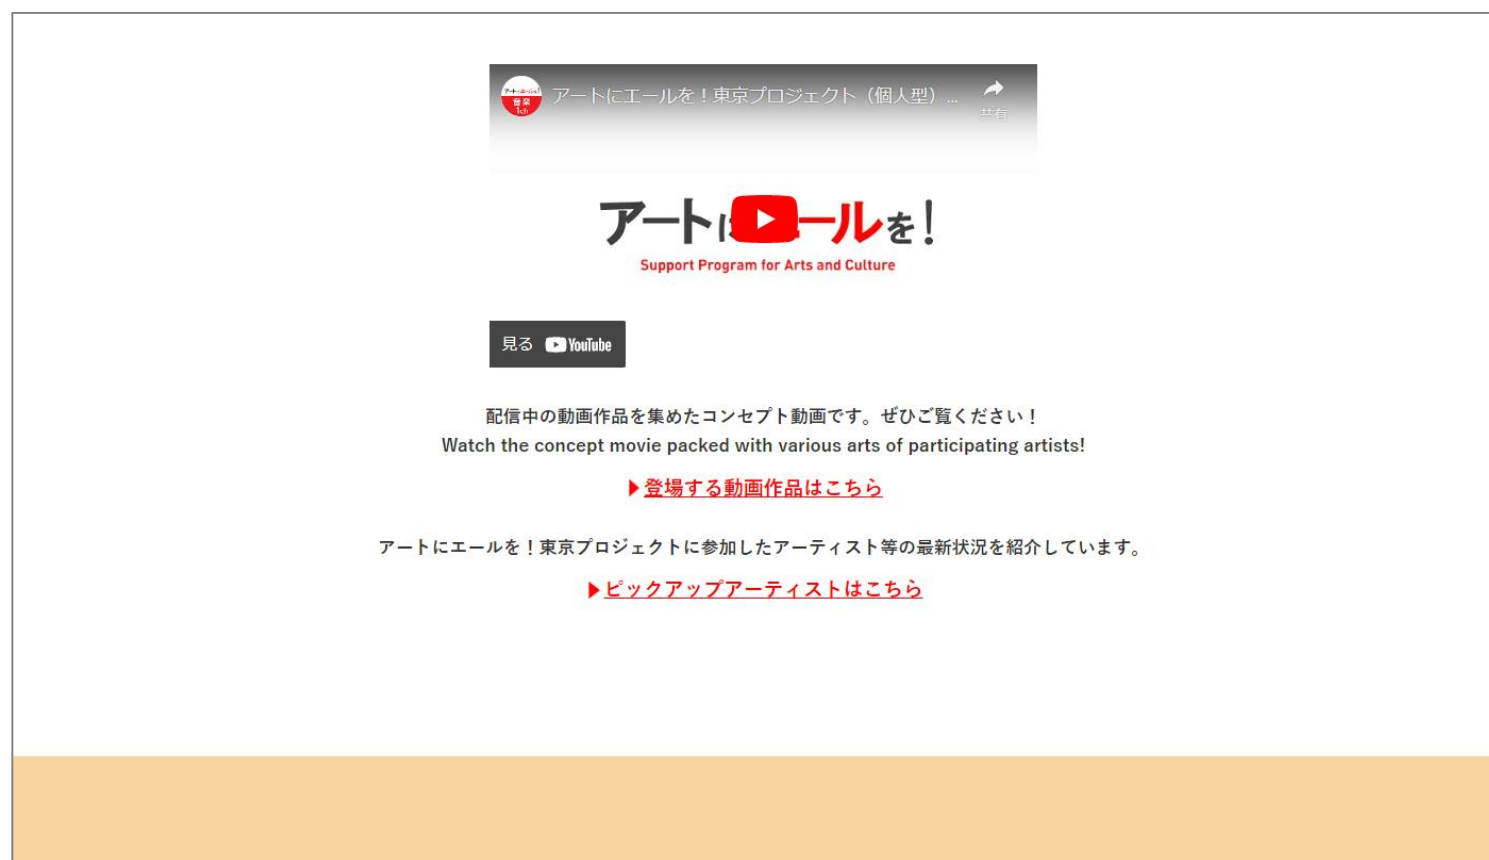 アートにエールを！東京プロジェクト（個人型）...
共有
音楽
1ch
アートに ールを！
Support Program for Arts and Culture
見る YouTube
配信中の動画作品を集めたコンセプト動画です。ぜひご覧ください！
Watch the concept movie packed with various arts of participating artists!
▶登場する動画作品はこちら
アートにエールを！東京プロジェクトに参加したアーティスト等の最新状況を紹介しています。
▶ピックアップアーティストはこちら